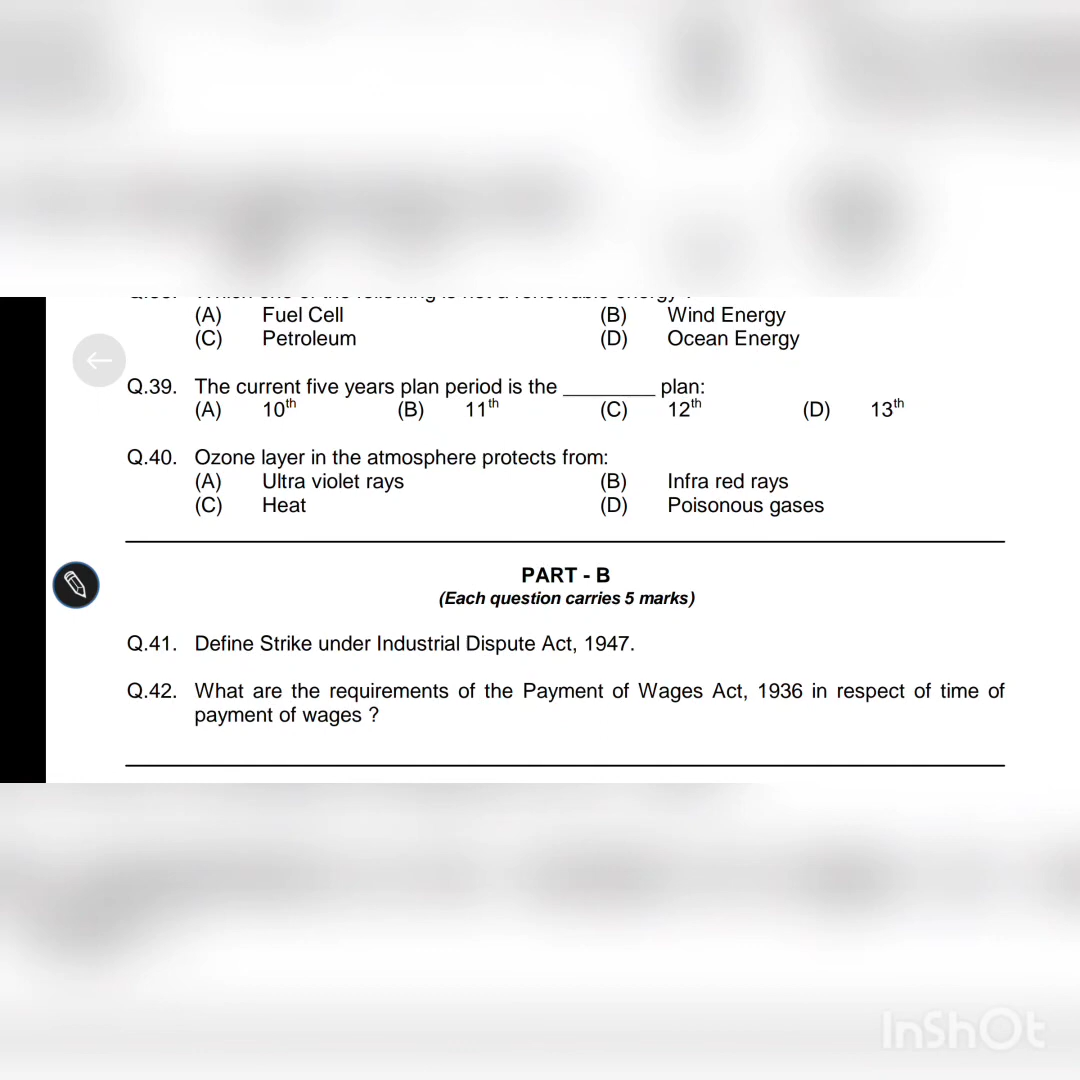 (A) Fuel Cell (B) Wind Energy
(C) Petroleum (D) Ocean Energy
Q.39. The current five years plan period is the ________ plan:
(A) 10th (B) 11th (C) 12th (D) 13th
Q.40. Ozone layer in the atmosphere protects from:
(A) Ultra violet rays (B) Infra red rays
(C) Heat (D) Poisonous gases
PART - B
(Each question carries 5 marks)
Q.41. Define Strike under Industrial Dispute Act, 1947.
Q.42. What are the requirements of the Payment of Wages Act, 1936 in respect of time of
payment of wages ?
InShOt